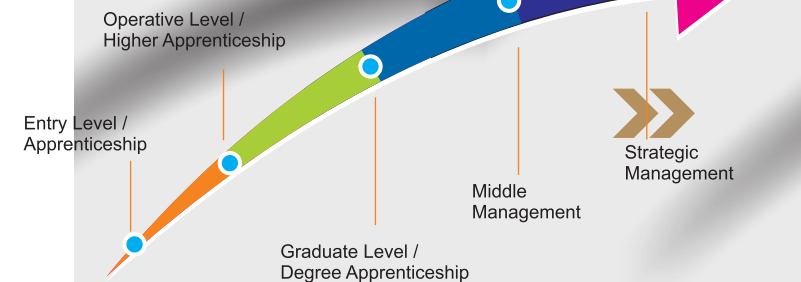 Operative Level /
Higher Apprenticeship
Entry Level /
Apprenticeship
Strategic
Management
Middle
Management
Graduate Level /
Degree Apprenticeship